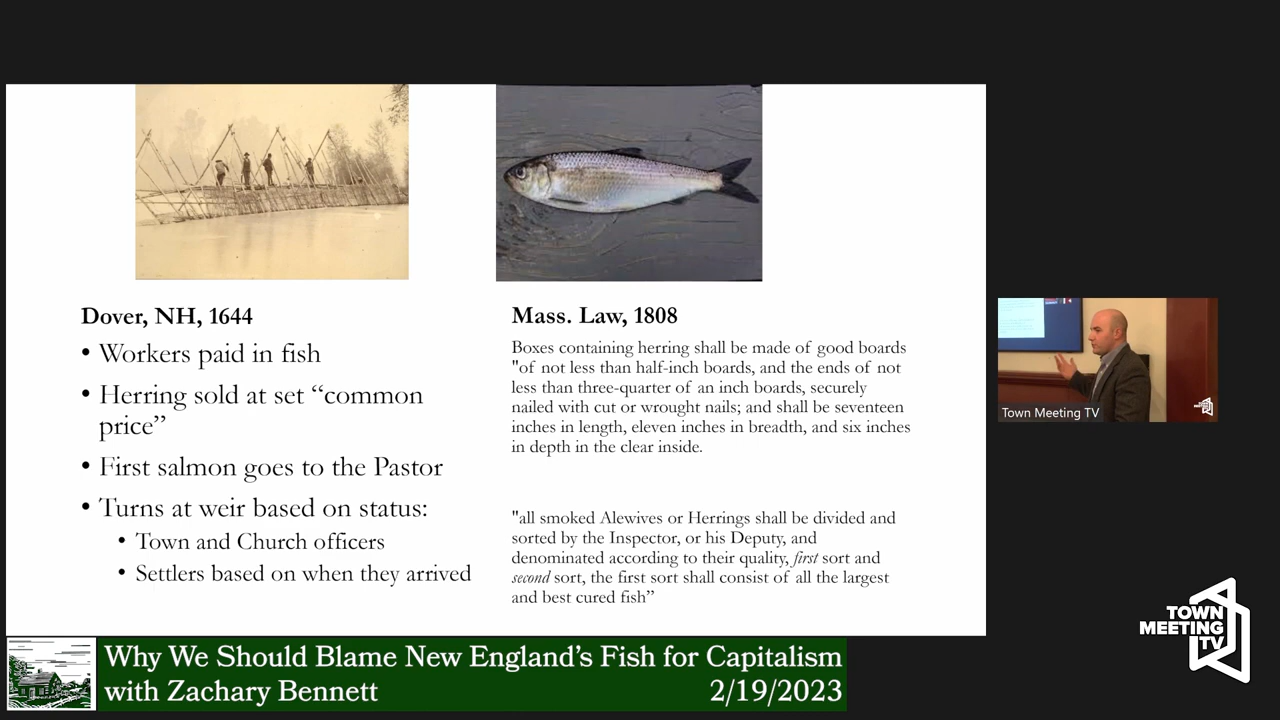 Dover, NH, 1644
• Workers paid in fish
• Herring sold at set “common
price”
• First salmon goes to the Pastor
• Turns at weir based on status:
• Town and Church officers
• Settlers based on when they arrived
Mass. Law, 1808
Boxes containing herring shall be made of good boards
"of not less than half-inch boards, and the ends of not
less than three-quarter of an inch boards, securely
nailed with cut or wrought nails; and shall be seventeen
inches in length, eleven inches in breadth, and six inches
in depth in the clear inside.
"all smoked Alewives or Herrings shall be divided and
sorted by the Inspector, or his Deputy, and
denominated according to their quality, first sort and
second sort, the first sort shall consist of all the largest
and best cured fish”
Town Meeting TV
TOWN
MEETING
TV
Why We Should Blame New England’s Fish for Capitalism
with Zachary Bennett 2/19/2023